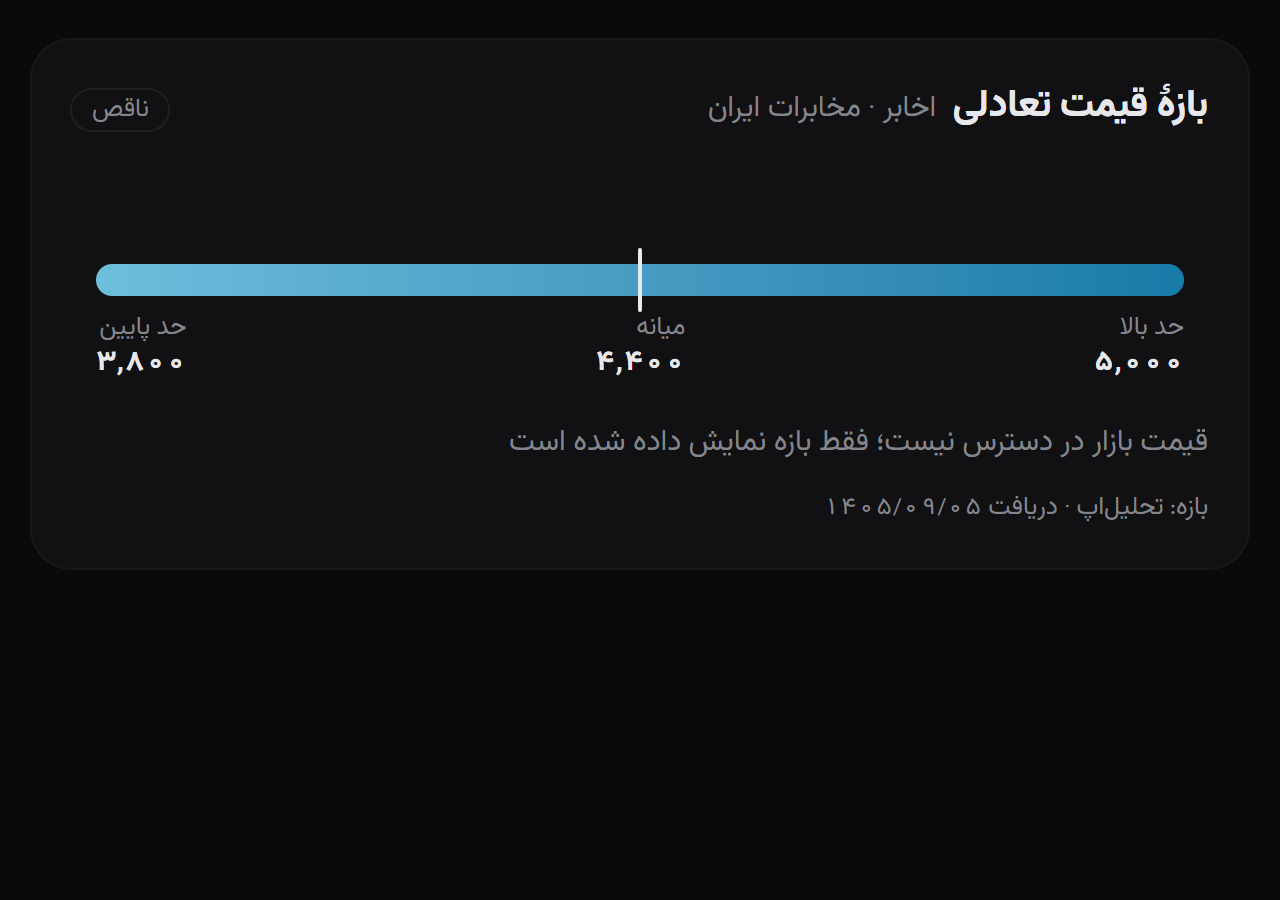 بازهٔ قیمت تعادلی اخابر · مخابرات ایران
ناقص
حد بالا
۵,۰۰۰
میانه
۴,۴۰۰
حد پایین
۳,۸۰۰
قیمت بازار در دسترس نیست؛ فقط بازه نمایش داده شده است
بازه: تحلیل‌اپ · دریافت ۱۴۰۵/۰۹/۰۵